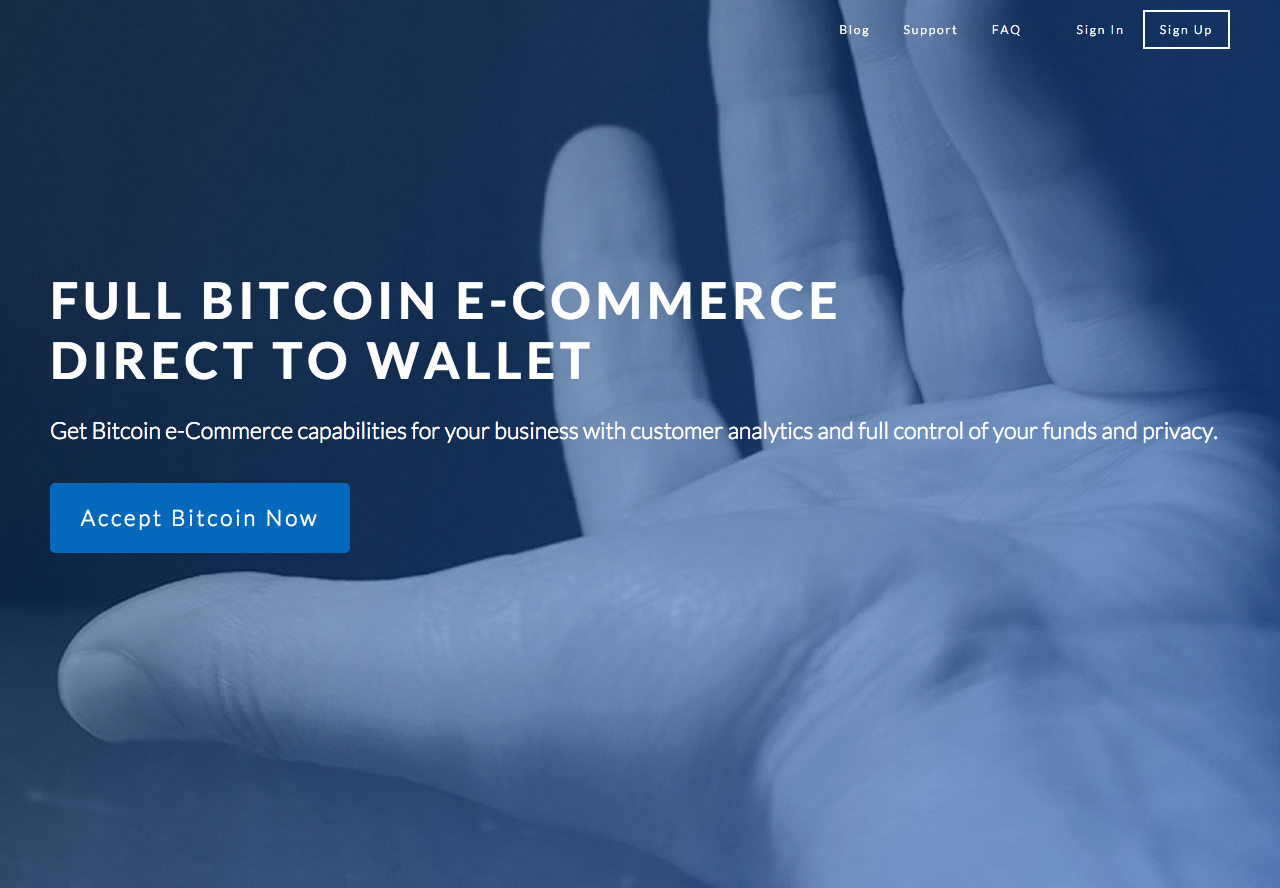 Blog Support FAQ Sign In Sign Up
FULL BITCOIN E-COMMERCE
DIRECT TO WALLET
Get Bitcoin e-Commerce capabilities for your business with customer analytics and full control of your funds and privacy.
Accept Bitcoin Now